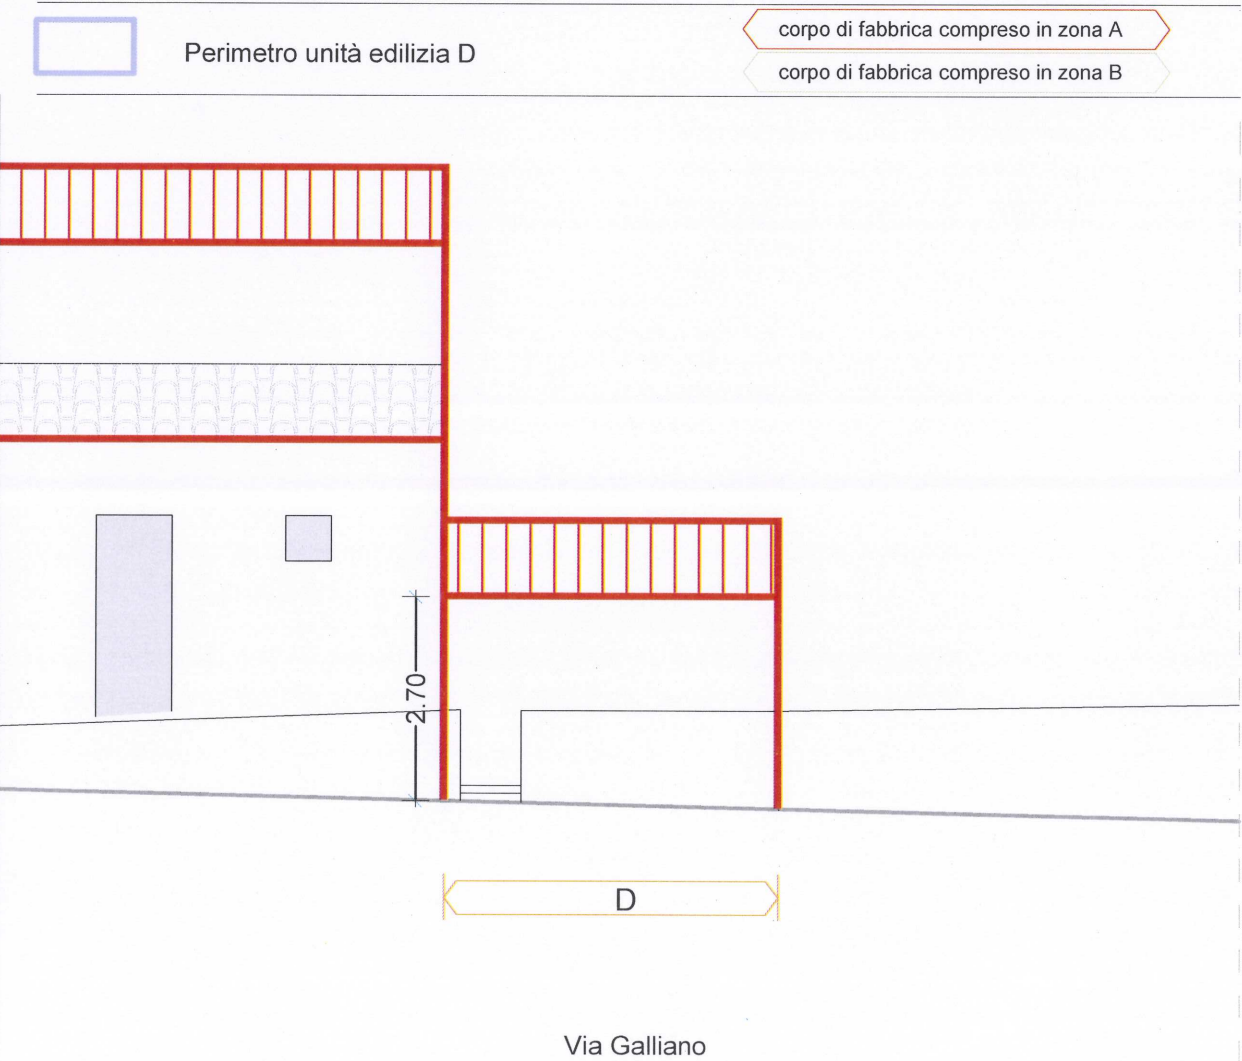 Perimetro unità edilizia D
corpo di fabbrica compreso in zona A
corpo di fabbrica compreso in zona B
2.70
D
Via Galliano